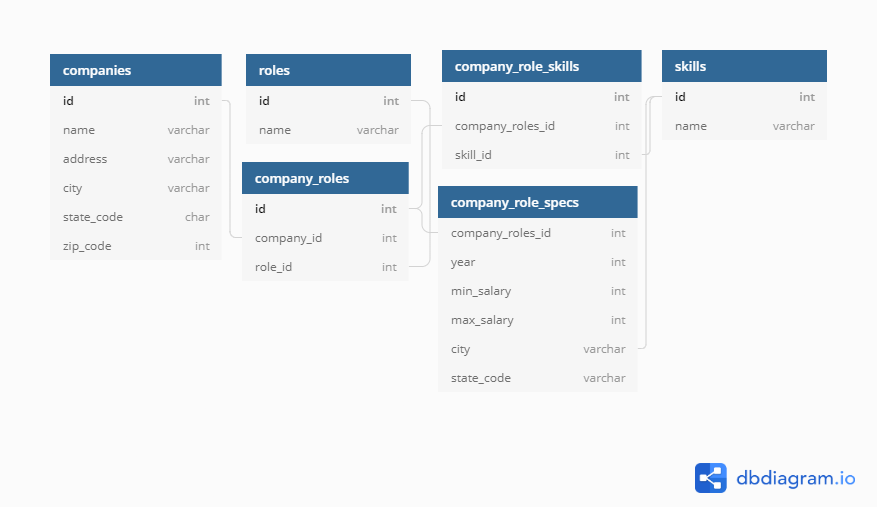 companies
id int
name varchar
address varchar
city varchar
state_code char
zip_code int
roles
id int
name varchar
company_roles
id int
company_id int
role_id int
company_role_skills
id int
company_roles_id int
skill_id int
company_role_specs
company_roles_id int
year int
min_salary int
max_salary int
city varchar
state_code varchar
skills
id int
name varchar
dbdiagram.io